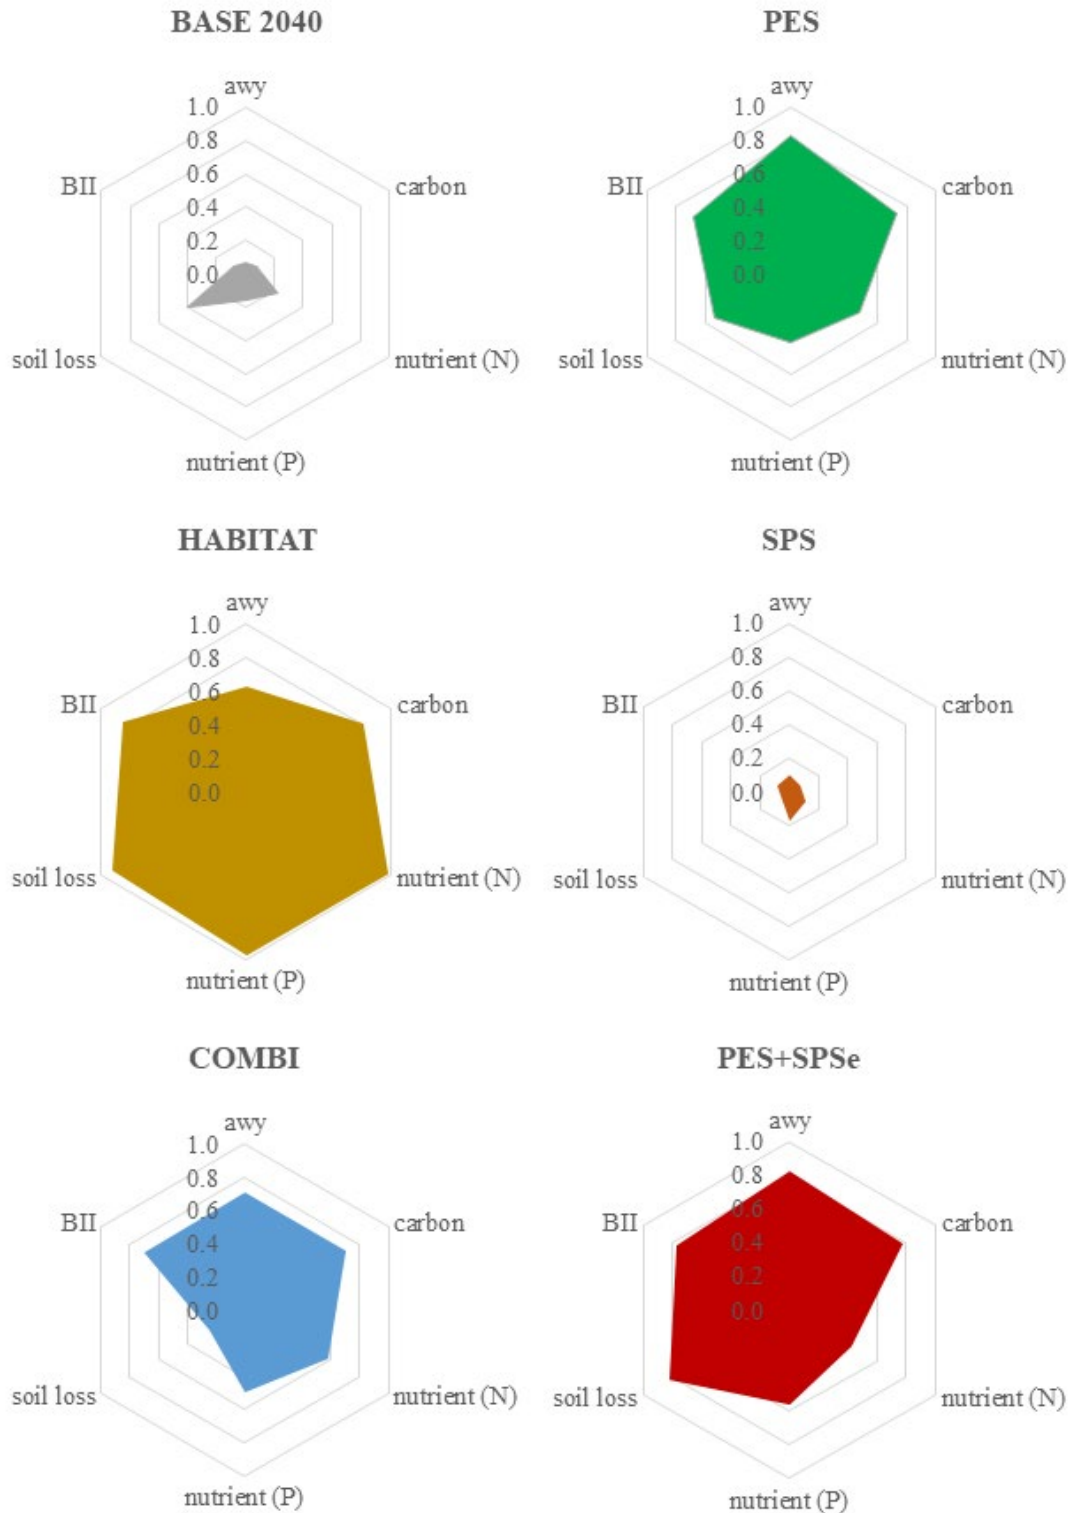 BASE 2040
awy
1.0
0.8
0.6
0.4
0.2
0.0
BII
carbon
soil loss
nutrient (N)
nutrient (P)
PES
awy
1.0
0.8
0.6
0.4
0.2
0.0
BII
carbon
soil loss
nutrient (N)
nutrient (P)
HABITAT
awy
1.0
0.8
0.6
0.4
0.2
0.0
BII
carbon
soil loss
nutrient (N)
nutrient (P)
SPS
awy
1.0
0.8
0.6
0.4
0.2
0.0
BII
carbon
soil loss
nutrient (N)
nutrient (P)
COMBI
awy
1.0
0.8
0.6
0.4
0.2
0.0
BII
carbon
soil loss
nutrient (N)
nutrient (P)
PES+SPSe
awy
1.0
0.8
0.6
0.4
0.2
0.0
BII
carbon
soil loss
nutrient (N)
nutrient (P)